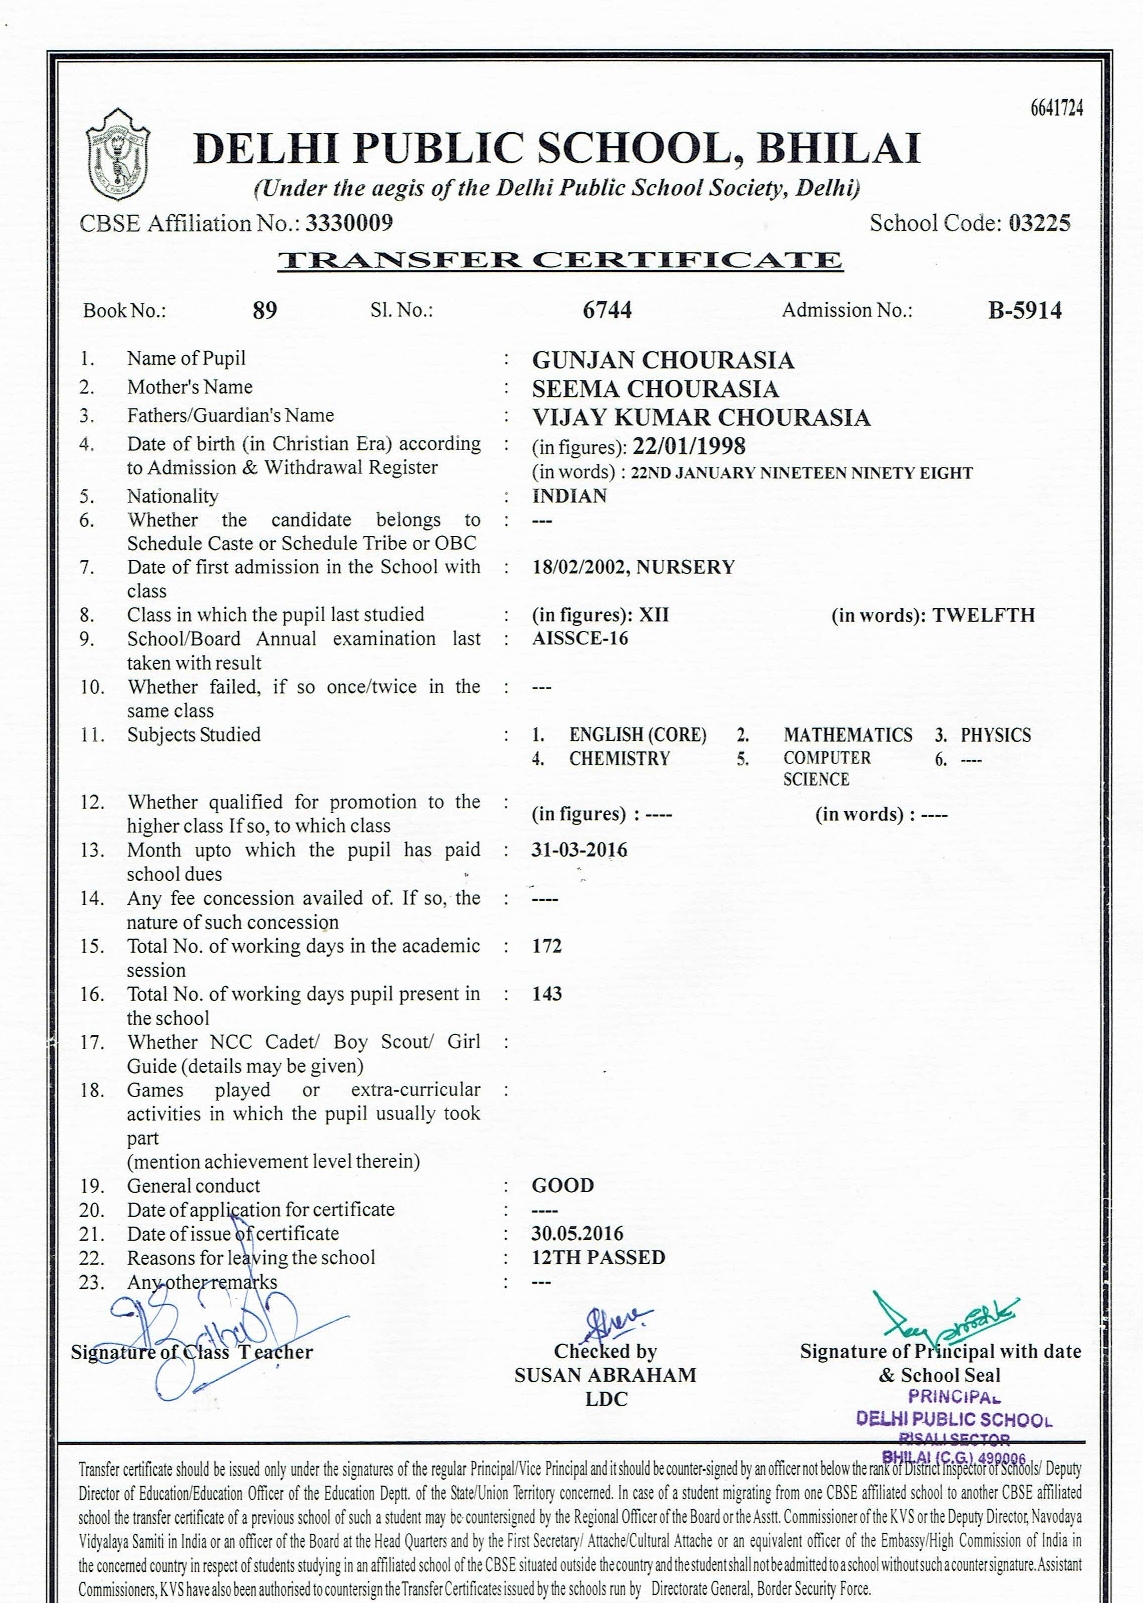 6641724
DELHI PUBLIC SCHOOL, BHILAI
(Under the aegis of the Delhi Public School Society, Delhi)
CBSE Affiliation No.: 3330009 School Code: 03225
TRANSFER CERTIFICATE
Book No.: 89 Sl. No.: 6744 Admission No.: B-5914
1. Name of Pupil : GUNJAN CHOURASIA
2. Mother's Name : SEEMA CHOURASIA
3. Fathers/Guardian's Name : VIJAY KUMAR CHOURASIA
4. Date of birth (in Christian Era) according : (in figures): 22/01/1998
to Admission & Withdrawal Register (in words) : 22ND JANUARY NINETEEN NINETY EIGHT
5. Nationality : INDIAN
6. Whether the candidate belongs to : ---
Schedule Caste or Schedule Tribe or OBC
7. Date of first admission in the School with : 18/02/2002, NURSERY
class
8. Class in which the pupil last studied : (in figures): XII (in words): TWELFTH
9. School/Board Annual examination last : AISSCE-16
taken with result
10. Whether failed, if so once/twice in the : ---
same class
11. Subjects Studied : 1. ENGLISH (CORE) 2. MATHEMATICS 3. PHYSICS
4. CHEMISTRY 5. COMPUTER 6. ----
SCIENCE
12. Whether qualified for promotion to the :
higher class If so, to which class (in figures) : ---- (in words) : ----
13. Month upto which the pupil has paid : 31-03-2016
school dues
14. Any fee concession availed of. If so, the : ----
nature of such concession
15. Total No. of working days in the academic : 172
session
16. Total No. of working days pupil present in : 143
the school
17. Whether NCC Cadet/ Boy Scout/ Girl :
Guide (details may be given)
18. Games played or extra-curricular :
activities in which the pupil usually took
part
(mention achievement level therein)
19. General conduct : GOOD
20. Date of application for certificate : ----
21. Date of issue of certificate : 30.05.2016
22. Reasons for leaving the school : 12TH PASSED
23. Any other remarks : ---
Signature of Class Teacher Checked by Signature of Principal with date
SUSAN ABRAHAM & School Seal
LDC
PRINCIPAL
DELHI PUBLIC SCHOOL
RISALI SECTOR
BHILAI (C.G.) 490006
Transfer certificate should be issued only under the signatures of the regular Principal/Vice Principal and it should be counter-signed by an officer not below the rank of District Inspector of Schools/ Deputy
Director of Education/Education Officer of the Education Deptt. of the State/Union Territory concerned. In case of a student migrating from one CBSE affiliated school to another CBSE affiliated
school the transfer certificate of a previous school of such a student may be countersigned by the Regional Officer of the Board or the Asstt. Commissioner of the KVS or the Deputy Director, Navodaya
Vidyalaya Samiti in India or an officer of the Board at the Head Quarters and by the First Secretary/ Attache/Cultural Attache or an equivalent officer of the Embassy/High Commission of India in
the concerned country in respect of students studying in an affiliated school of the CBSE situated outside the country and the student shall not be admitted to a school without such a counter signature. Assistant
Commissioners, KVS have also been authorised to countersign the Transfer Certificates issued by the schools run by Directorate General, Border Security Force.